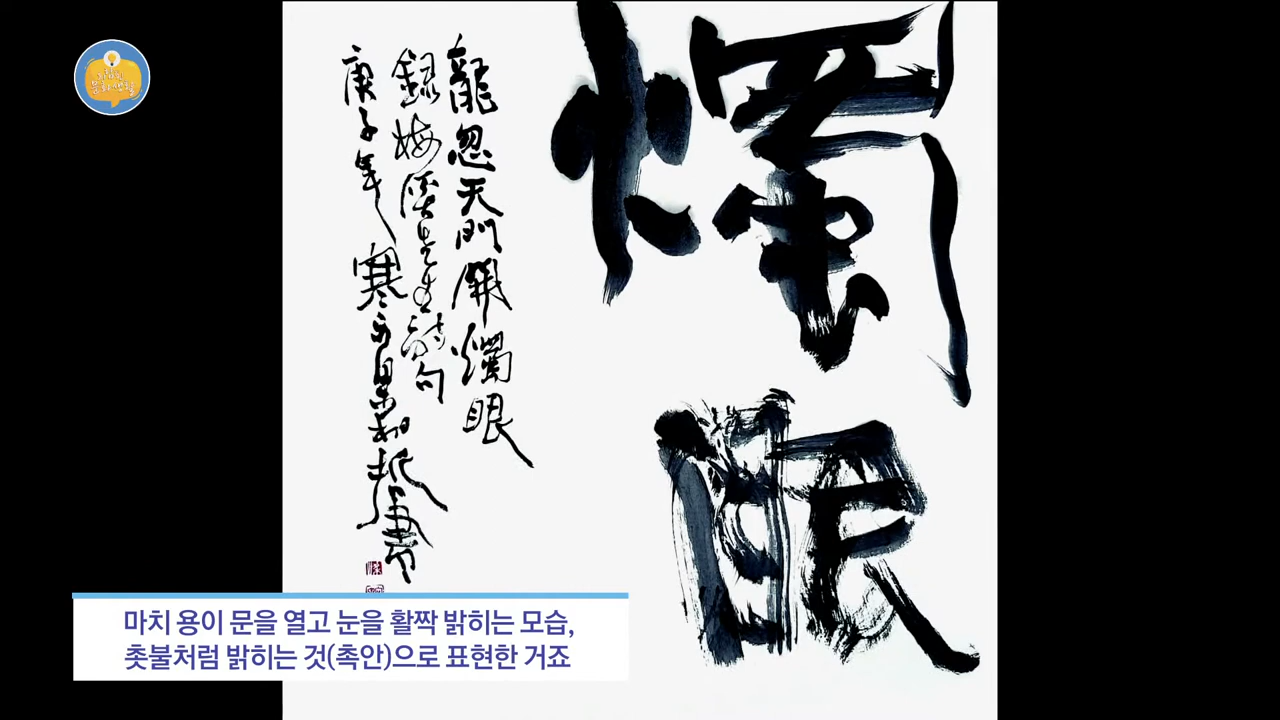 燭眼
龍忽天門開燭眼
錄梅溪先生詩句
庚子年寒
마치 용이 문을 열고 눈을 활짝 밝히는 모습,
촛불처럼 밝히는 것(촉안)으로 표현한 거죠